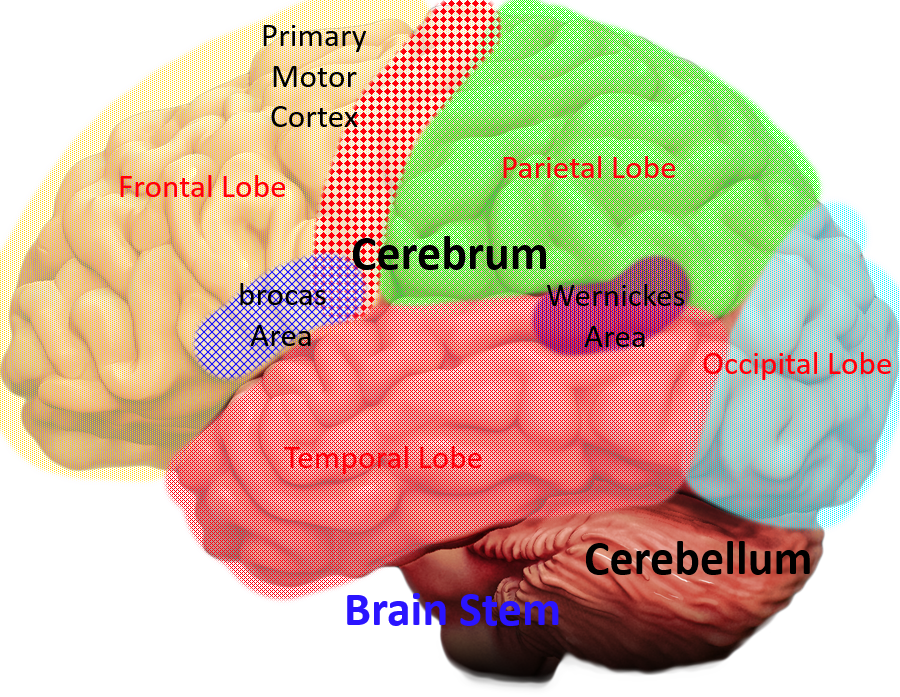 Primary
Motor
Cortex
Frontal Lobe
Parietal Lobe
Cerebrum
brocas
Area
Wernickes
Area
Occipital Lobe
Temporal Lobe
Cerebellum
Brain Stem